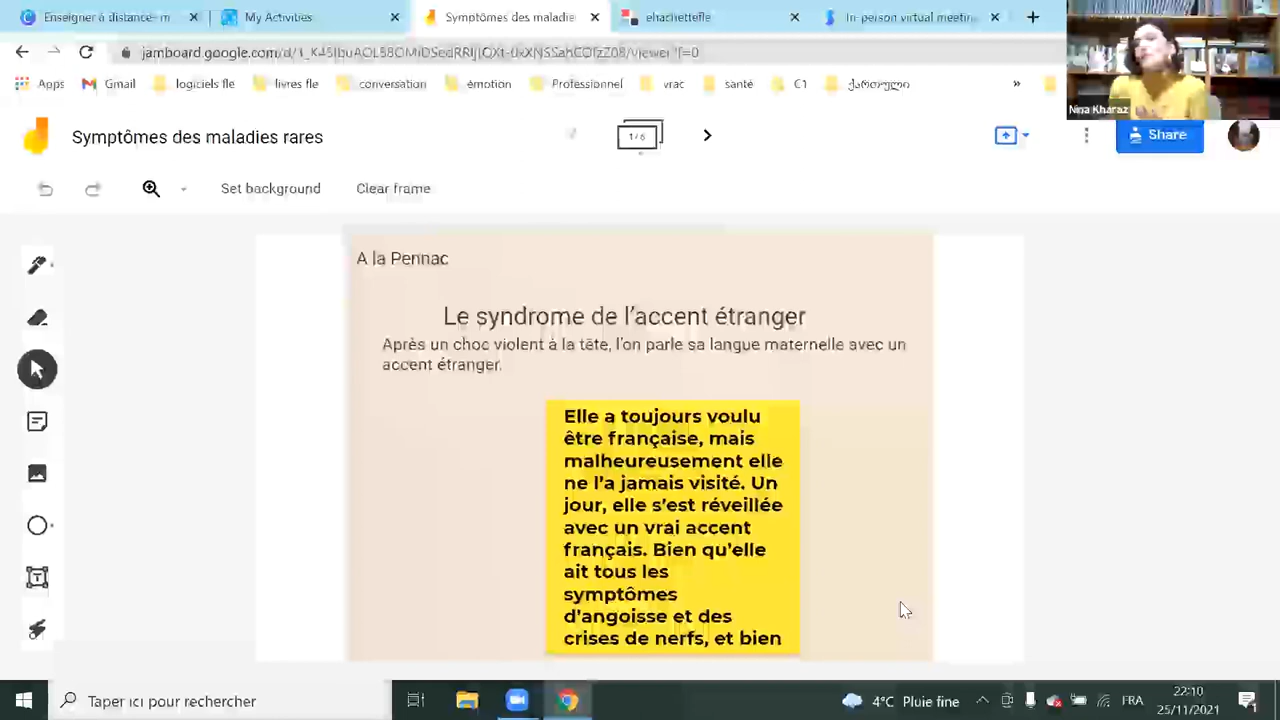 Enseigner à distance- m
My Activities
Symptômes des maladie
elhachettefle
In-person virtual meetin
Apps
Gmail
logiciels fle
livres fle
conversation
émotion
Professionnel
vrac
santé
C1
ქართული
»
Nina Kharaz
Symptômes des maladies rares
1/6
Share
Set background
Clear frame
A la Pennac
Le syndrome de l'accent étranger
Après un choc violent à la tête, l'on parle sa langue maternelle avec un
accent étranger.
Elle a toujours voulu
être française, mais
malheureusement elle
ne l'a jamais visité. Un
jour, elle s'est réveillée
avec un vrai accent
français. Bien qu'elle
ait tous les
symptômes
d'angoisse et des
crises de nerfs, et bien
Taper ici pour rechercher
4°C Pluie fine
FRA
22:10
25/11/2021